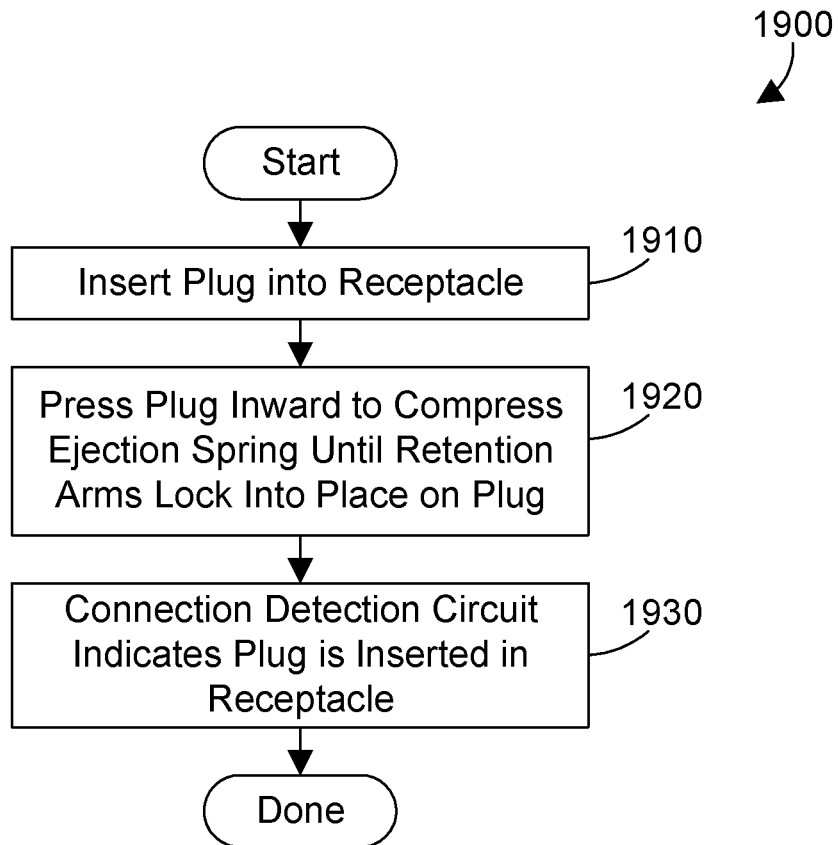 1900
Start
Insert Plug into Receptacle
1910
Press Plug Inward to Compress
Ejection Spring Until Retention
Arms Lock Into Place on Plug
1920
Connection Detection Circuit
Indicates Plug is Inserted in
Receptacle
1930
Done